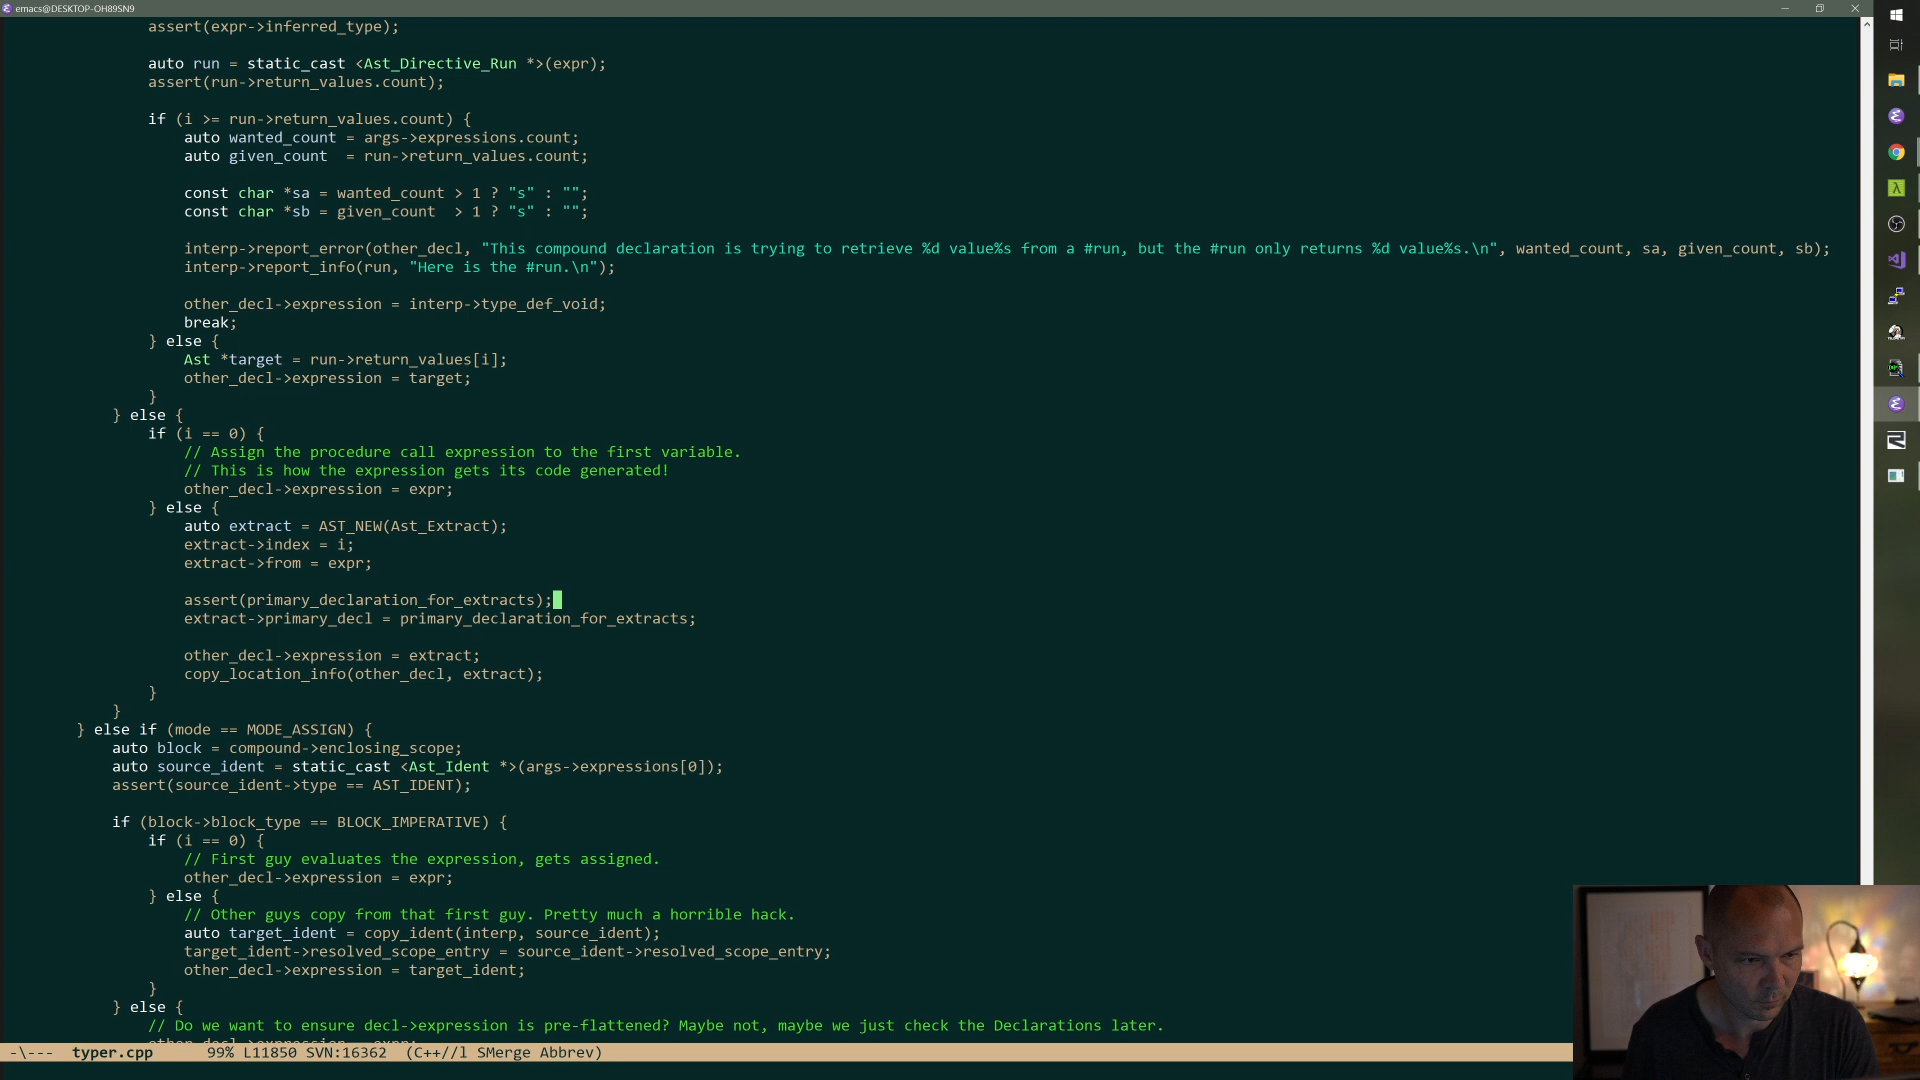 emacs@DESKTOP-OH89SN9
assert(expr->inferred_type);
auto run = static_cast <Ast_Directive_Run *>(expr);
assert(run->return_values.count);
if (i >= run->return_values.count) {
auto wanted_count = args->expressions.count;
auto given_count  = run->return_values.count;
const char *sa = wanted_count > 1 ? "s" : "";
const char *sb = given_count  > 1 ? "s" : "";
interp->report_error(other_decl, "This compound declaration is trying to retrieve %d value%s from a #run, but the #run only returns %d value%s.\n", wanted_count, sa, given_count, sb);
interp->report_info(run, "Here is the #run.\n");
other_decl->expression = interp->type_def_void;
break;
} else {
Ast *target = run->return_values[i];
other_decl->expression = target;
}
} else {
if (i == 0) {
// Assign the procedure call expression to the first variable.
// This is how the expression gets its code generated!
other_decl->expression = expr;
} else {
auto extract = AST_NEW(Ast_Extract);
extract->index = i;
extract->from = expr;
assert(primary_declaration_for_extracts);
extract->primary_decl = primary_declaration_for_extracts;
other_decl->expression = extract;
copy_location_info(other_decl, extract);
}
}
} else if (mode == MODE_ASSIGN) {
auto block = compound->enclosing_scope;
auto source_ident = static_cast <Ast_Ident *>(args->expressions[0]);
assert(source_ident->type == AST_IDENT);
if (block->block_type == BLOCK_IMPERATIVE) {
if (i == 0) {
// First guy evaluates the expression, gets assigned.
other_decl->expression = expr;
} else {
// Other guys copy from that first guy. Pretty much a horrible hack.
auto target_ident = copy_ident(interp, source_ident);
target_ident->resolved_scope_entry = source_ident->resolved_scope_entry;
other_decl->expression = target_ident;
}
} else {
// Do we want to ensure decl->expression is pre-flattened? Maybe not, maybe we just check the Declarations later.
-\---  typer.cpp      99% L11850 SVN:16362  (C++//l SMerge Abbrev)